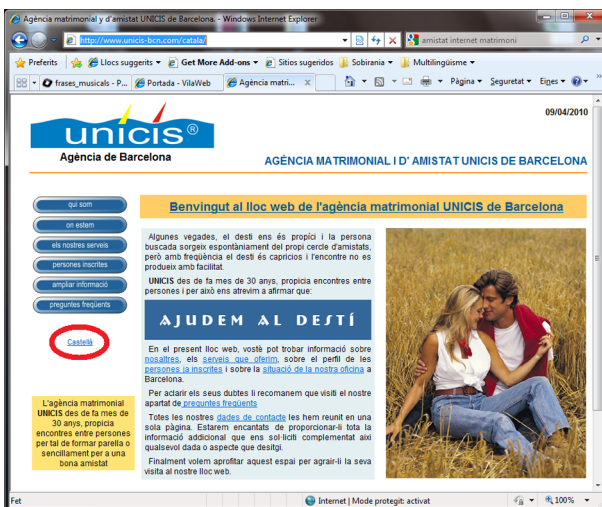 Agència matrimonial y d'amistat UNICIS de Barcelona. - Windows Internet Explorer
http://www.unicis-bcn.com/catala/
amistat internet matrimoni
Preferits Llocs suggerits Get More Add-ons Sitios sugeridos Sobirania Multilingüisme
frases_musicals - P... Portada - VilaWeb Agència matri... X Pàgina Seguretat Eines
09/04/2010
unicis®
Agència de Barcelona
AGÈNCIA MATRIMONIAL I D' AMISTAT UNICIS DE BARCELONA
qui som
on estem
els nostres serveis
persones inscrites
ampliar informació
preguntes freqüents
Castellà
L'agència matrimonial
UNICIS des de fa mes de
30 anys, propicia
encontres entre persones
per tal de formar parella o
sencillament per a una
bona amistat
Benvingut al lloc web de l'agència matrimonial UNICIS de Barcelona
Algunes vegades, el destí ens és propici i la persona
buscada sorgeix espontàniament del propi cercle d'amistats,
però amb freqüència el destí és capricios i l'encontre no es
produeix amb facilitat.
UNICIS des de fa mes de 30 anys, propicia encontres entre
persones i per això ens atrevim a afirmar que:
AJUDEM AL DESTÍ
En el present lloc web, vostè pot trobar informació sobre
nosaltres, els serveis que oferim, sobre el perfil de les
persones ja inscrites i sobre la situació de la nostra oficina a
Barcelona.
Per aclarir els seus dubtes li recomanem que visiti el nostre
apartat de preguntes freqüents
Totes les nostres dades de contacte les hem reunit en una
sola pàgina. Estarem encantats de proporcionar-li tota la
informació addicional que ens sol·liciti complementat aixi
qualsevol dada o aspecte que desitgi.
Finalment volem aprofitar aquest espai per agrair-li la seva
visita al nostre lloc web.
Fet Internet | Mode protegit: activat 100%